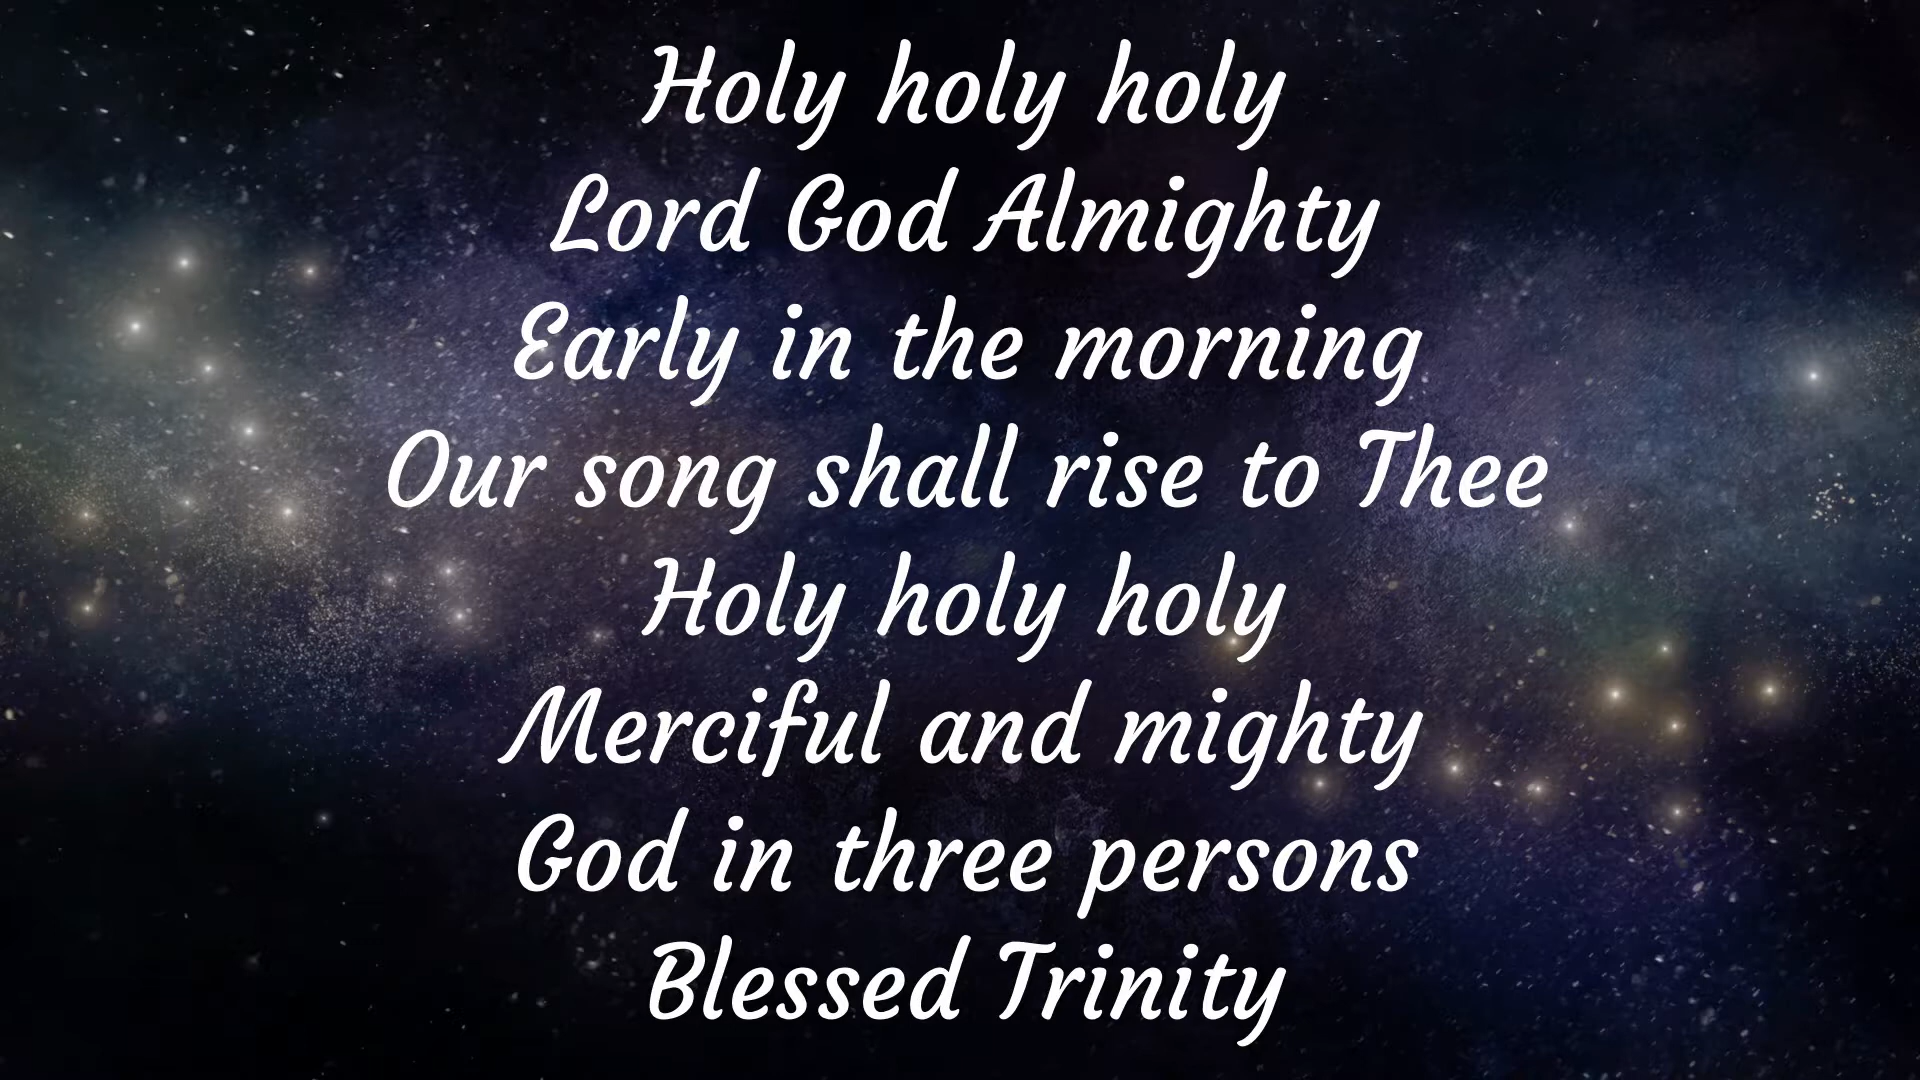 Holy holy holy
Lord God Almighty
Early in the morning
Our song shall rise to Thee
Holy holy holy
Merciful and mighty
God in three persons
Blessed Trinity